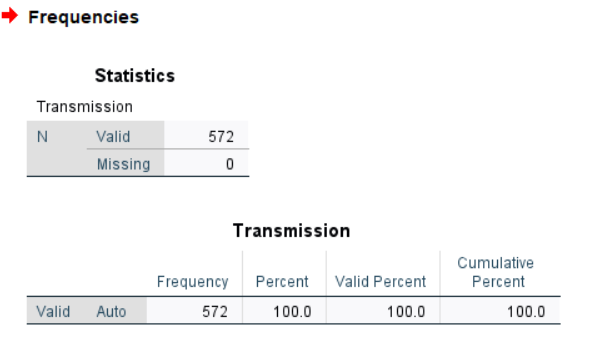 Frequencies
Statistics
Transmission
N Valid 572
Missing 0
Transmission
Frequency Percent Valid Percent Cumulative Percent
Valid Auto 572 100.0 100.0 100.0